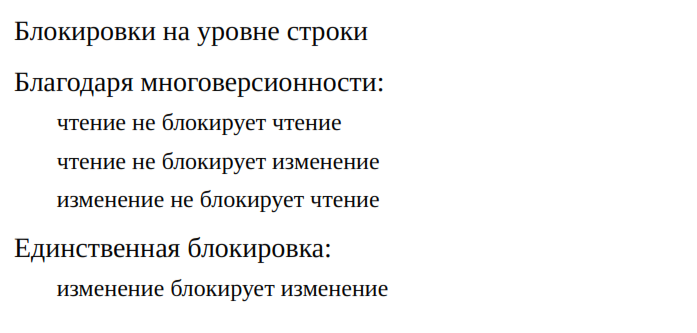 Блокировки на уровне строки
Благодаря многоверсионности:
чтение не блокирует чтение
чтение не блокирует изменение
изменение не блокирует чтение
Единственная блокировка:
изменение блокирует изменение